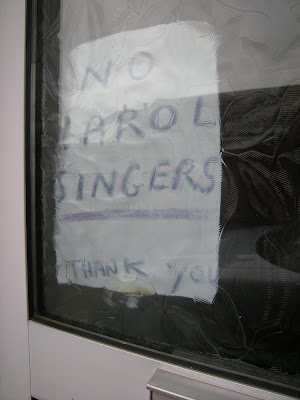 NO
CAROL
SINGERS
THANK YOU